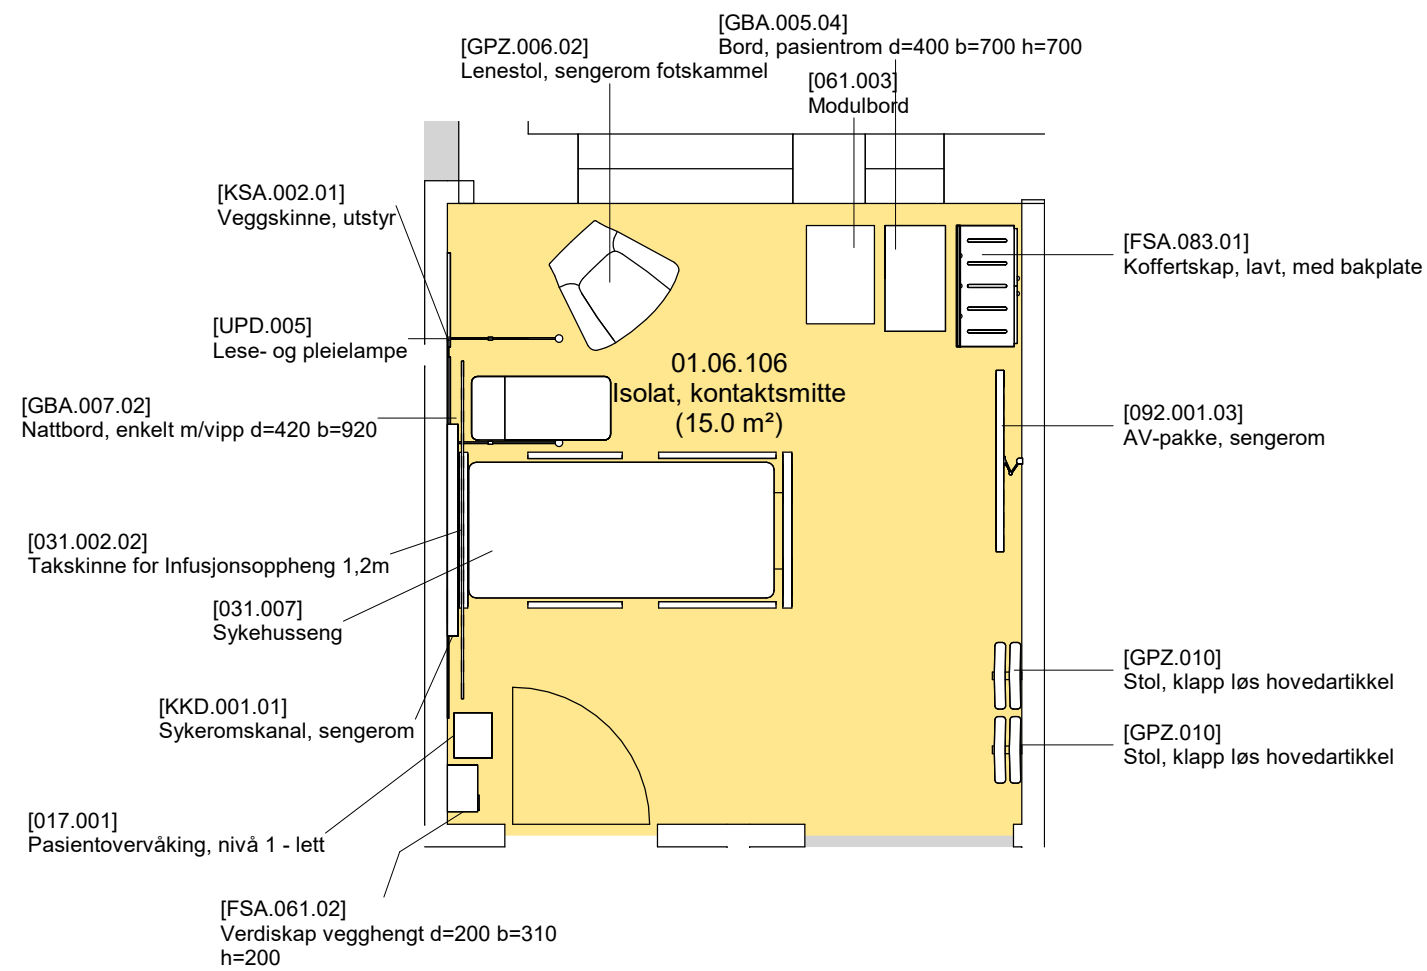 [GBA.005.04]
Bord, pasientrom d=400 b=700 h=700
[GPZ.006.02]
Lenestol, sengerom fotskammel
[061.003]
Modulbord
[KSA.002.01]
Veggskinne, utstyr
[FSA.083.01]
Koffertskap, lavt, med bakplate
[UPD.005]
Lese- og pleielampe
01.06.106
Isolat, kontaktsmitte
(15.0 m²)
[GBA.007.02]
Nattbord, enkelt m/vipp d=420 b=920
[092.001.03]
AV-pakke, sengerom
[031.002.02]
Takskinne for Infusjonsoppheng 1,2m
[031.007]
Sykehusseng
[GPZ.010]
Stol, klapp løs hovedartikkel
[KKD.001.01]
Sykeromskanal, sengerom
[GPZ.010]
Stol, klapp løs hovedartikkel
[017.001]
Pasientovervåking, nivå 1 - lett
[FSA.061.02]
Verdiskap vegghengt d=200 b=310
h=200